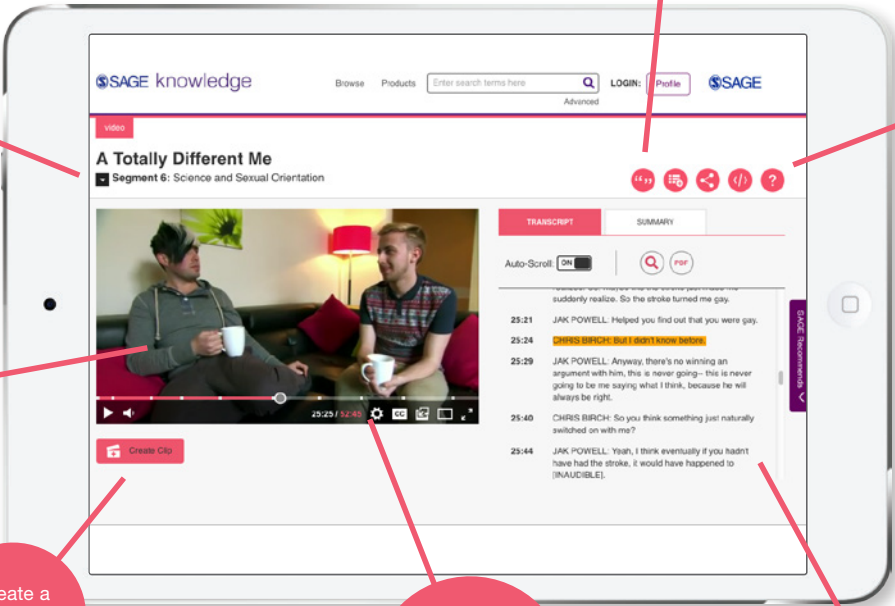 SAGE knowledge
Browse Products Enter search terms here LOGIN: Profile SAGE
Advanced
video
A Totally Different Me
Segment 6: Science and Sexual Orientation
“ ” </> ?
TRANSCRIPT SUMMARY
Auto-Scroll: ON PDF
suddenly realize. So the stroke turned me gay.
25:21 JAK POWELL: Helped you find out that you were gay.
25:24 CHRIS BIRCH: But I didn't know before.
25:29 JAK POWELL: Anyway, there's no winning an
argument with him, this is never going-- this is never
going to be me saying what I think, because he will
always be right.
25:40 CHRIS BIRCH: So you think something just naturally
switched on with me?
25:44 JAK POWELL: Yeah, I think eventually if you hadn't
have had the stroke, it would have happened to
[INAUDIBLE].
SAGE Recommends
25:25 / 52:45 CC
Create Clip
eate a